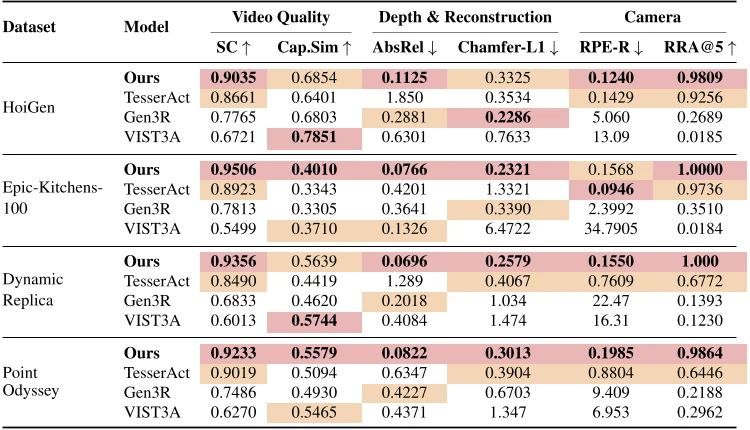 Dataset Model Video Quality Depth & Reconstruction Camera
SC ↑ Cap.Sim ↑ AbsRel ↓ Chamfer-L1 ↓ RPE-R ↓ RRA@5 ↑
HoiGen
Ours 0.9035 0.6854 0.1125 0.3325 0.1240 0.9809
TesserAct 0.8661 0.6401 1.850 0.3534 0.1429 0.9256
Gen3R 0.7765 0.6803 0.2881 0.2286 5.060 0.2689
VIST3A 0.6721 0.7851 0.6301 0.7633 13.09 0.0185
Epic-Kitchens-
100
Ours 0.9506 0.4010 0.0766 0.2321 0.1568 1.0000
TesserAct 0.8923 0.3343 0.4201 1.3321 0.0946 0.9736
Gen3R 0.7813 0.3305 0.3641 0.3390 2.3992 0.3510
VIST3A 0.5499 0.3710 0.1326 6.4722 34.7905 0.0184
Dynamic
Replica
Ours 0.9356 0.5639 0.0696 0.2579 0.1550 1.000
TesserAct 0.8490 0.4419 1.289 0.4067 0.7609 0.6772
Gen3R 0.6833 0.4620 0.2018 1.034 22.47 0.1393
VIST3A 0.6013 0.5744 0.4084 1.474 16.31 0.1230
Point
Odyssey
Ours 0.9233 0.5579 0.0822 0.3013 0.1985 0.9864
TesserAct 0.9019 0.5094 0.6347 0.3904 0.8804 0.6446
Gen3R 0.7486 0.4930 0.4227 0.6703 9.409 0.2188
VIST3A 0.6270 0.5465 0.4371 1.347 6.953 0.2962